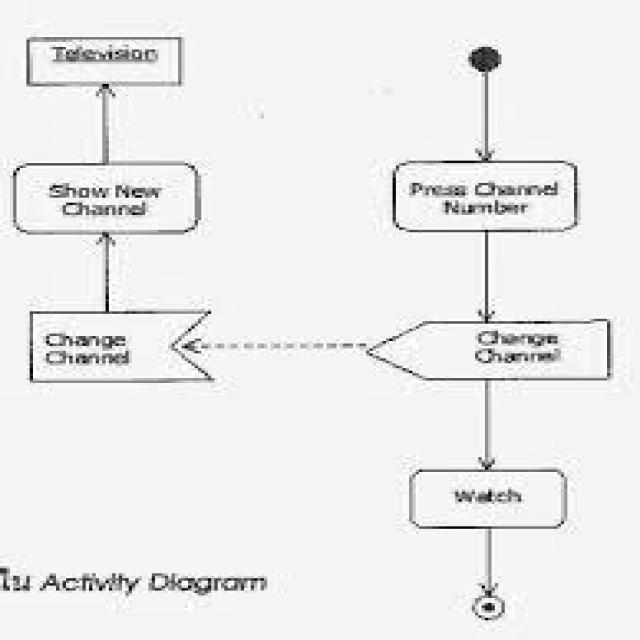 Television
Show New
Channel
Change
Channel
Press Channel
Number
Change
Channel
Watch
ใน Activity Diagram